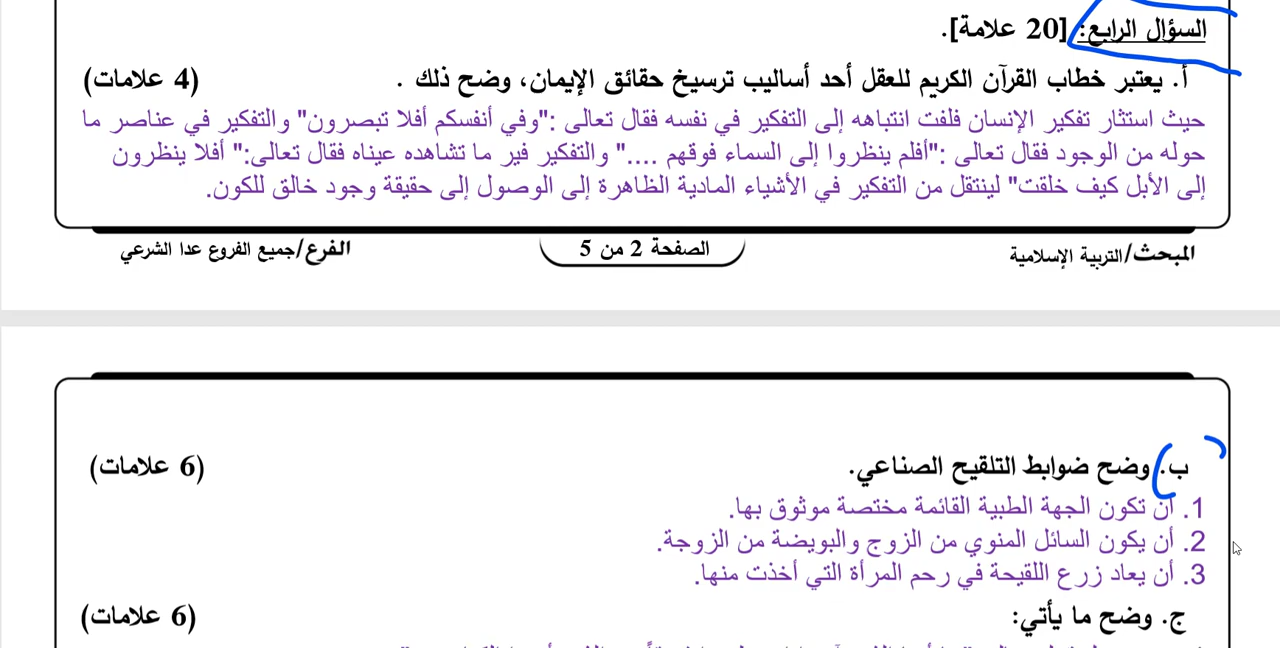 السؤال الرابع: [20 علامة].
أ. يعتبر خطاب القرآن الكريم للعقل أحد أساليب ترسيخ حقائق الإيمان، وضح ذلك . (4 علامات)
حيث استثار تفكير الإنسان فلفت انتباهه إلى التفكير في نفسه فقال تعالى :"وفي أنفسكم أفلا تبصرون" والتفكير في عناصر ما
حوله من الوجود فقال تعالى :"أفلم ينظروا إلى السماء فوقهم ...." والتفكير فير ما تشاهده عيناه فقال تعالى:" أفلا ينظرون
إلى الأبل كيف خلقت" لينتقل من التفكير في الأشياء المادية الظاهرة إلى الوصول إلى حقيقة وجود خالق للكون.
المبحث/التربية الإسلامية الصفحة 2 من 5 الفرع/جميع الفروع عدا الشرعي
ب. وضح ضوابط التلقيح الصناعي. (6 علامات)
1. أن تكون الجهة الطبية القائمة مختصة موثوق بها.
2. أن يكون السائل المنوي من الزوج والبويضة من الزوجة.
3. أن يعاد زرع اللقيحة في رحم المرأة التي أخذت منها.
ج. وضح ما يأتي: (6 علامات)